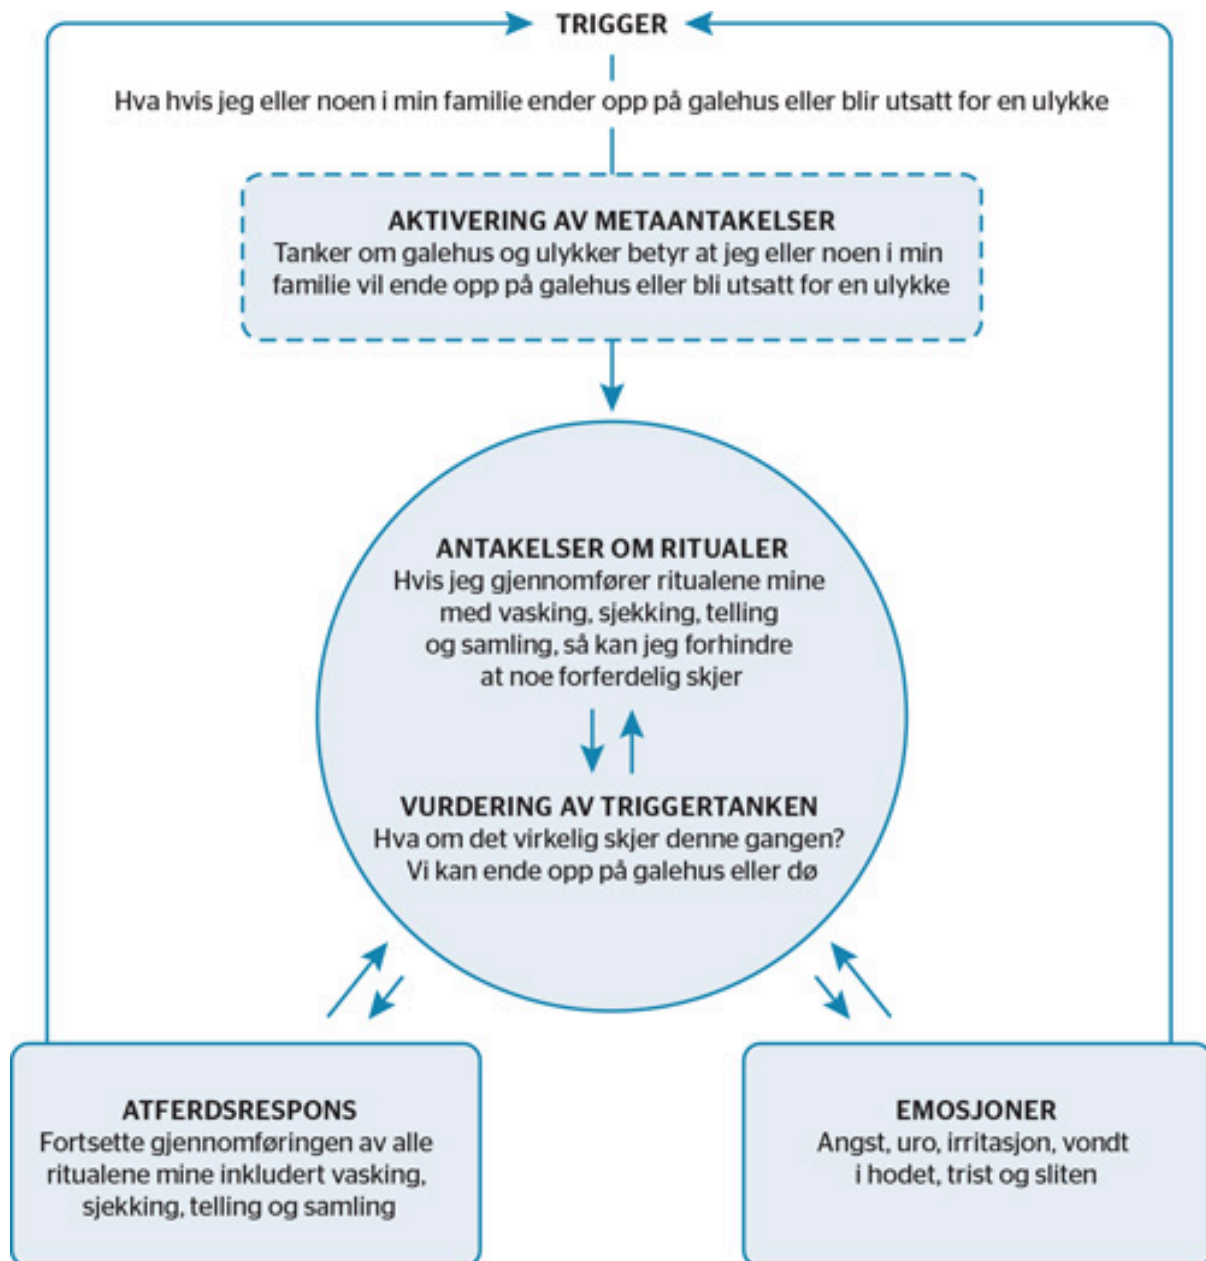 TRIGGER
Hva hvis jeg eller noen i min familie ender opp på galehus eller blir utsatt for en ulykke
AKTIVERING AV METAANTAKELSER
Tanker om galehus og ulykker betyr at jeg eller noen i min
familie vil ende opp på galehus eller bli utsatt for en ulykke
ANTAKELSER OM RITUALER
Hvis jeg gjennomfører ritualene mine
med vasking, sjekking, telling
og samling, så kan jeg forhindre
at noe forferdelig skjer
VURDERING AV TRIGGERTANKEN
Hva om det virkelig skjer denne gangen?
Vi kan ende opp på galehus eller dø
ATFERDSRESPONS
Fortsette gjennomføringen av alle
ritualene mine inkludert vasking,
sjekking, telling og samling
EMOSJONER
Angst, uro, irritasjon, vondt
i hodet, trist og sliten